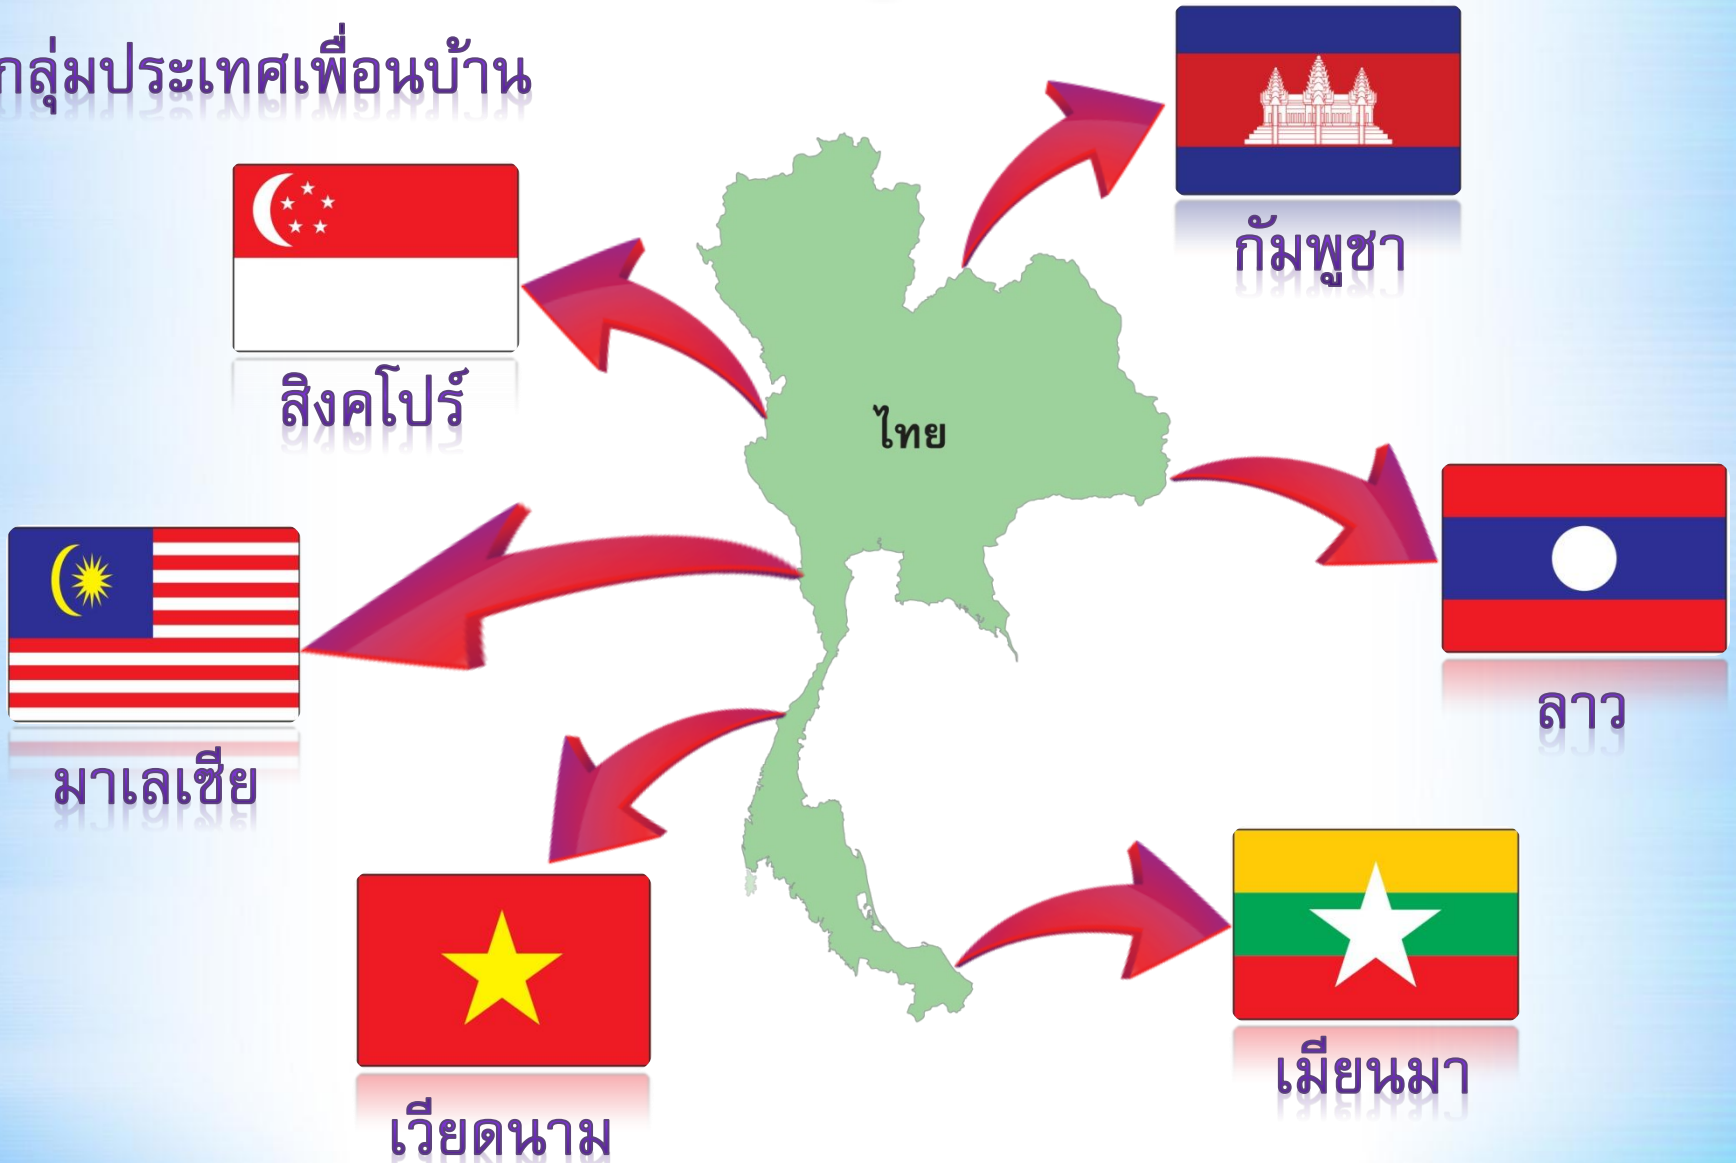 กลุ่มประเทศเพื่อนบ้าน
กัมพูชา
สิงคโปร์
ไทย
ลาว
มาเลเซีย
เมียนมา
เวียดนาม